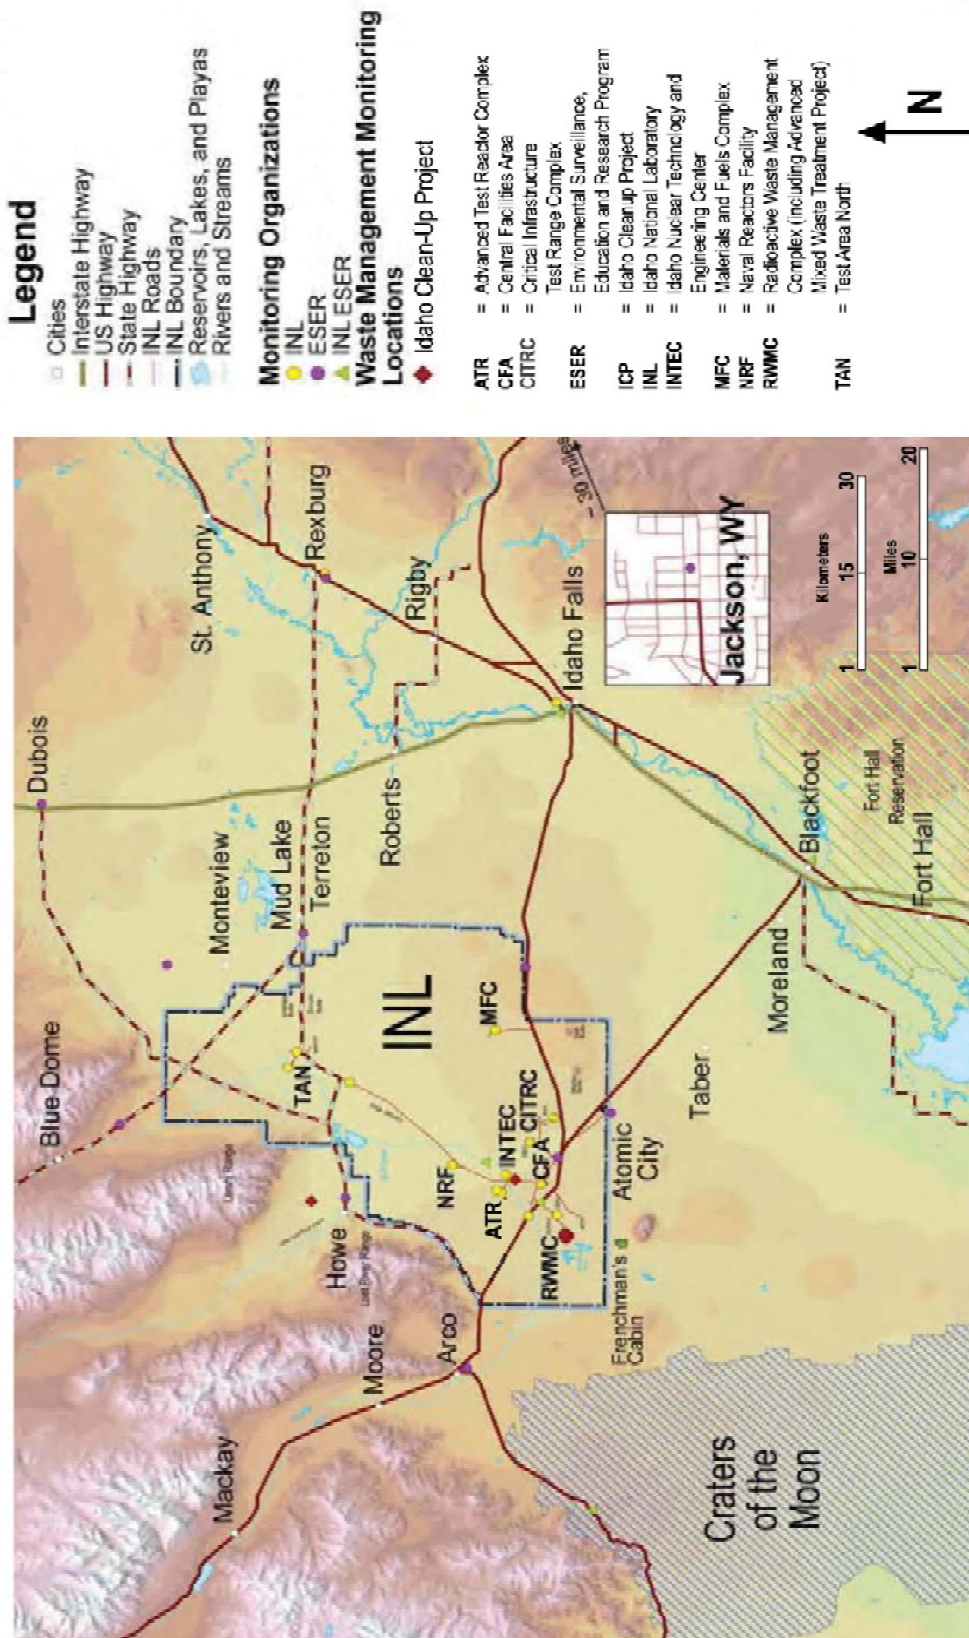 Legend
Cities
Interstate Highway
US Highway
State Highway
INL Roads
INL Boundary
Reservoirs, Lakes, and Playas
Rivers and Streams
Monitoring Organizations
INL
ESER
INL ESER
Waste Management Monitoring
Locations
Idaho Clean-Up Project
ATR = Advanced Test Reactor Complex
CFA = Central Facilities Area
CITRC = Critical Infrastructure
Test Range Complex
ESER = Environmental Surveillance,
Education and Research Program
ICP = Idaho Cleanup Project
INL = Idaho National Laboratory
INTEC = Idaho Nuclear Technology and
Engineering Center
MFC = Materials and Fuels Complex
NRF = Naval Reactors Facility
RWMC = Radioactive Waste Management
Complex (including Advanced
Mixed Waste Treatment Project)
TAN = Test Area North
N
Mackay
Moore
Arco
Howe
Blue Dome
Dubois
Monteview
Mud Lake
Terreton
Roberts
St. Anthony
Rexburg
Rigby
Idaho Falls
~ 30 miles
Jackson, WY
Kilometers
1 15 30
Miles
1 10 20
TAN
INL
NRF
MFC
ATR
INTEC
CITRC
CFA
RWMC
Atomic
City
Frenchman's
Cabin
Taber
Moreland
Blackfoot
Fort Hall
Reservation
Fort Hall
Craters
of the
Moon
Lost River Range